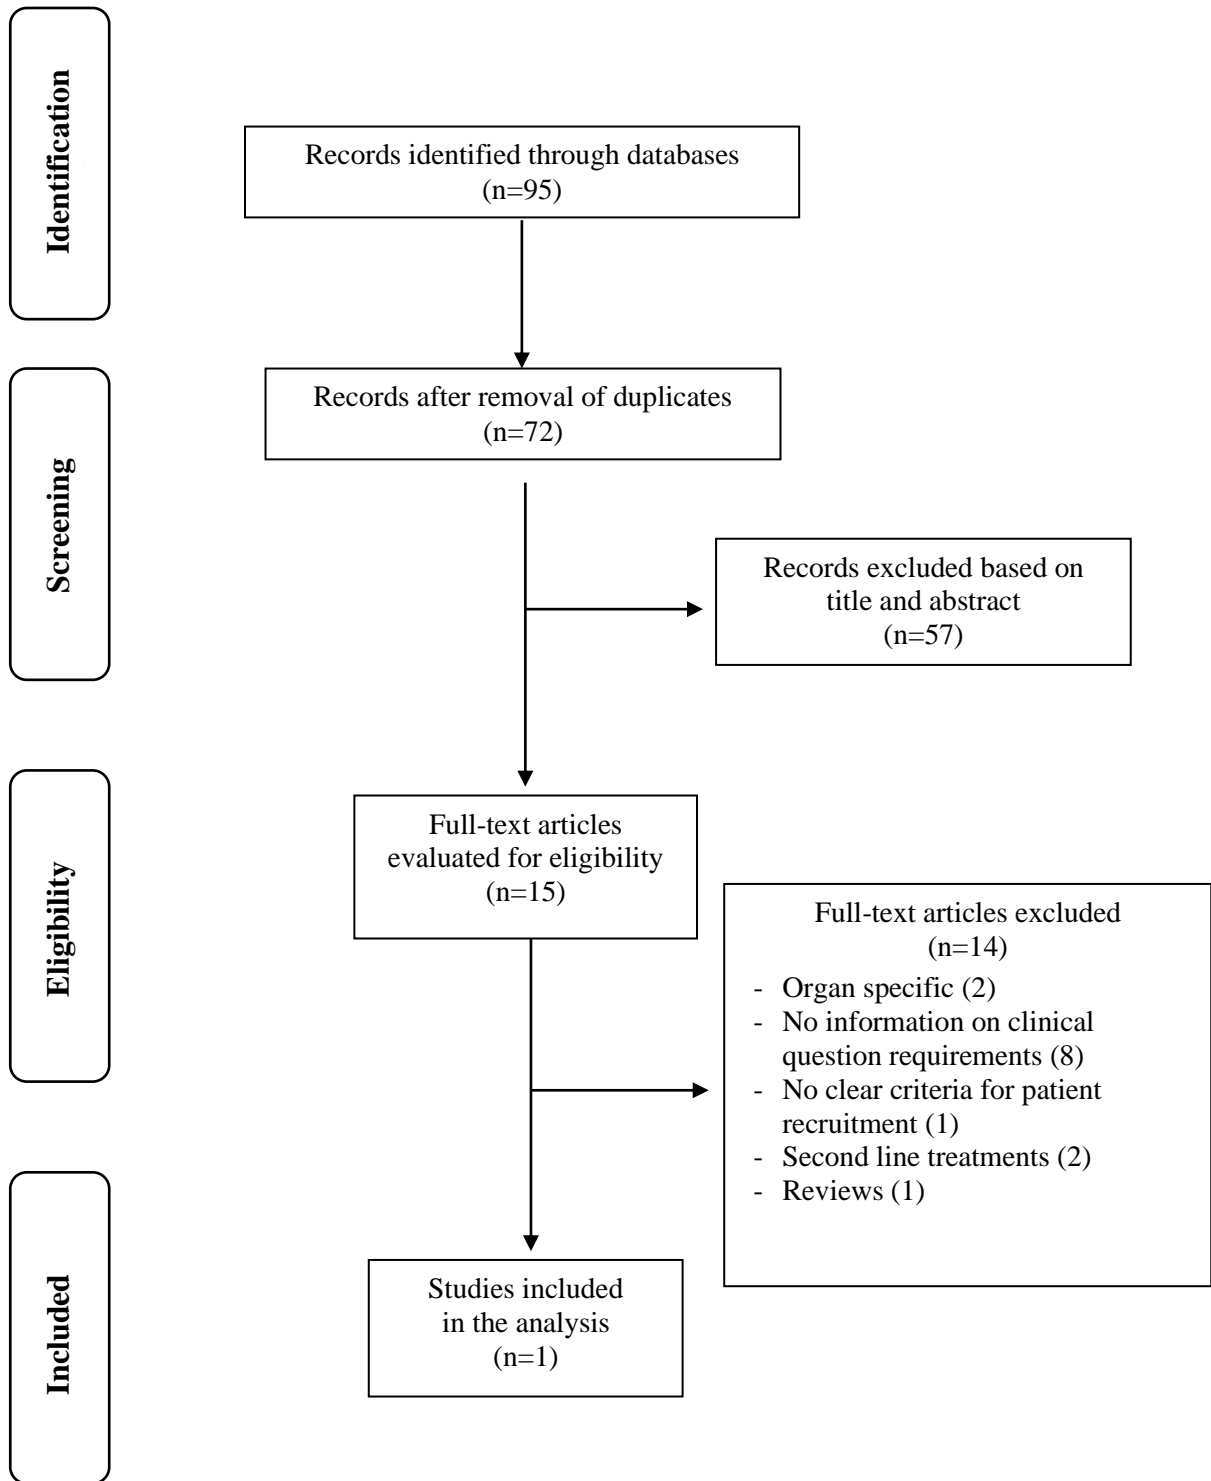 Identification
Records identified through databases
(n=95)
Records after removal of duplicates
(n=72)
Screening
Records excluded based on
title and abstract
(n=57)
Eligibility
Full-text articles
evaluated for eligibility
(n=15)
Full-text articles excluded
(n=14)
- Organ specific (2)
- No information on clinical
question requirements (8)
- No clear criteria for patient
recruitment (1)
- Second line treatments (2)
- Reviews (1)
Included
Studies included
in the analysis
(n=1)